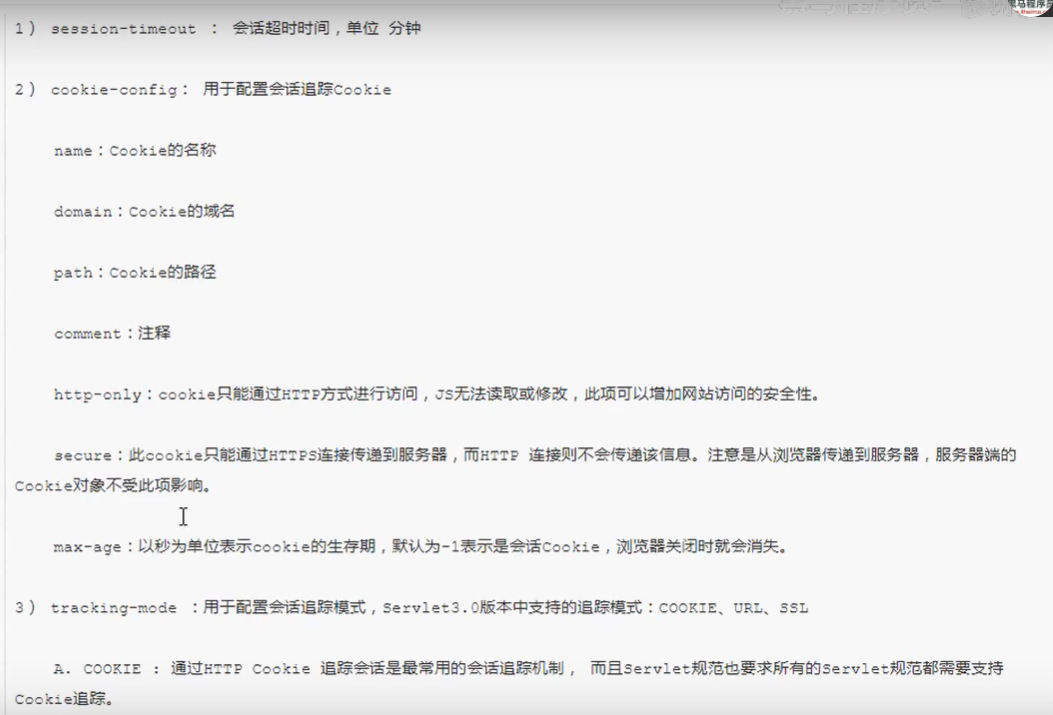 1） session-timeout ： 会话超时时间，单位 分钟
2） cookie-config： 用于配置会话追踪Cookie
name：Cookie的名称
domain：Cookie的域名
path：Cookie的路径
comment：注释
http-only：cookie只能通过HTTP方式进行访问，JS无法读取或修改，此项可以增加网站访问的安全性。
secure：此cookie只能通过HTTPS连接传递到服务器，而HTTP 连接则不会传递该信息。注意是从浏览器传递到服务器，服务器端的
Cookie对象不受此项影响。
max-age：以秒为单位表示cookie的生存期，默认为-1表示是会话Cookie，浏览器关闭时就会消失。
3） tracking-mode ：用于配置会话追踪模式，Servlet3.0版本中支持的追踪模式：COOKIE、URL、SSL
A. COOKIE : 通过HTTP Cookie 追踪会话是最常用的会话追踪机制， 而且Servlet规范也要求所有的Servlet规范都需要支持
Cookie追踪。